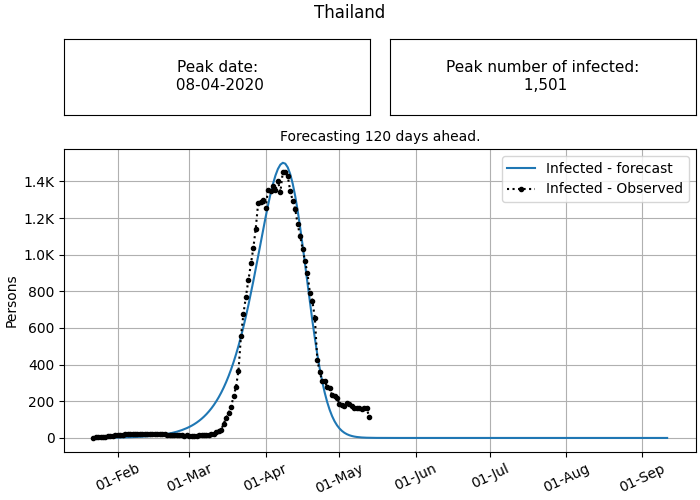 Thailand
Peak date:
08-04-2020
Peak number of infected:
1,501
Forecasting 120 days ahead.
Infected - forecast
Infected - Observed
1.4K
1.2K
1.0K
800
600
400
200
0
Persons
01-Feb
01-Mar
01-Apr
01-May
01-Jun
01-Jul
01-Aug
01-Sep